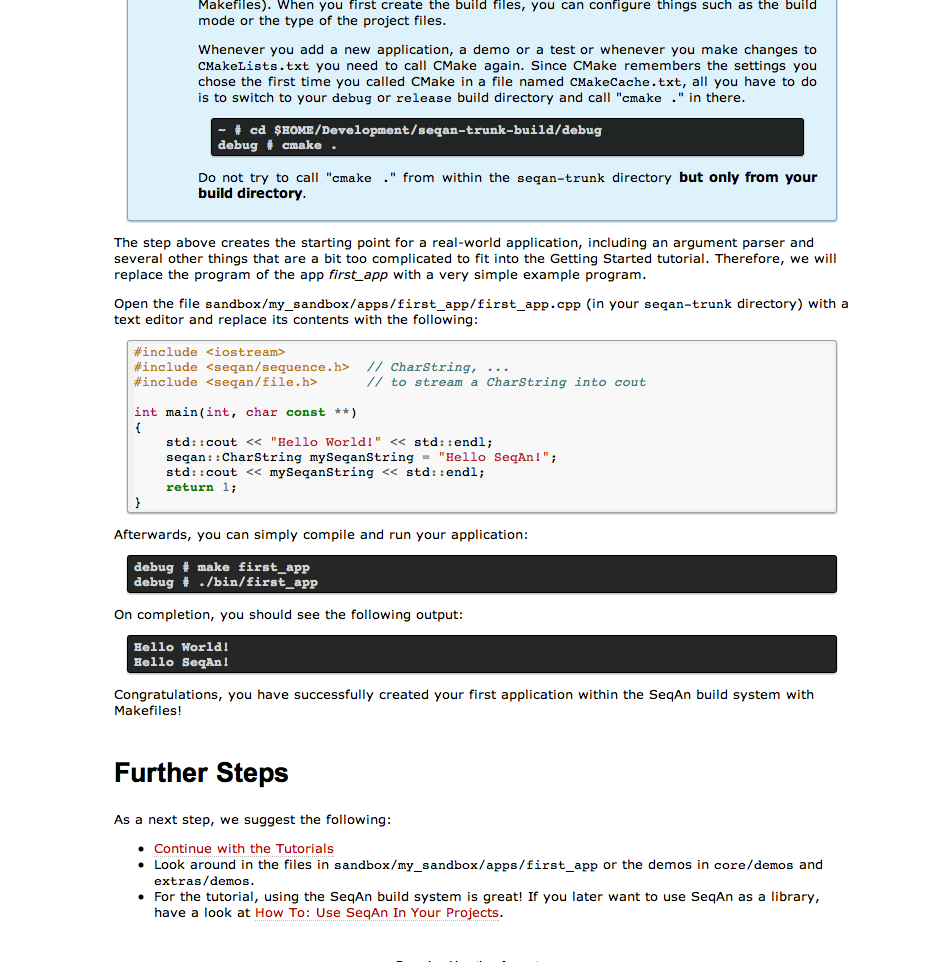 Makefiles). When you first create the build files, you can configure things such as the build
mode or the type of the project files.
Whenever you add a new application, a demo or a test or whenever you make changes to
CMakeLists.txt you need to call CMake again. Since CMake remembers the settings you
chose the first time you called CMake in a file named CMakeCache.txt, all you have to do
is to switch to your debug or release build directory and call "cmake ." in there.
~ # cd $HOME/Development/seqan-trunk-build/debug
debug # cmake .
Do not try to call "cmake ." from within the seqan-trunk directory but only from your
build directory.
The step above creates the starting point for a real-world application, including an argument parser and
several other things that are a bit too complicated to fit into the Getting Started tutorial. Therefore, we will
replace the program of the app first_app with a very simple example program.
Open the file sandbox/my_sandbox/apps/first_app/first_app.cpp (in your seqan-trunk directory) with a
text editor and replace its contents with the following:
#include <iostream>
#include <seqan/sequence.h>  // CharString, ...
#include <seqan/file.h>      // to stream a CharString into cout
int main(int, char const **)
{
    std::cout << "Hello World!" << std::endl;
    seqan::CharString mySeqanString = "Hello SeqAn!";
    std::cout << mySeqanString << std::endl;
    return 1;
}
Afterwards, you can simply compile and run your application:
debug # make first_app
debug # ./bin/first_app
On completion, you should see the following output:
Hello World!
Hello SeqAn!
Congratulations, you have successfully created your first application within the SeqAn build system with
Makefiles!
Further Steps
As a next step, we suggest the following:
• Continue with the Tutorials
• Look around in the files in sandbox/my_sandbox/apps/first_app or the demos in core/demos and
extras/demos.
• For the tutorial, using the SeqAn build system is great! If you later want to use SeqAn as a library,
have a look at How To: Use SeqAn In Your Projects.